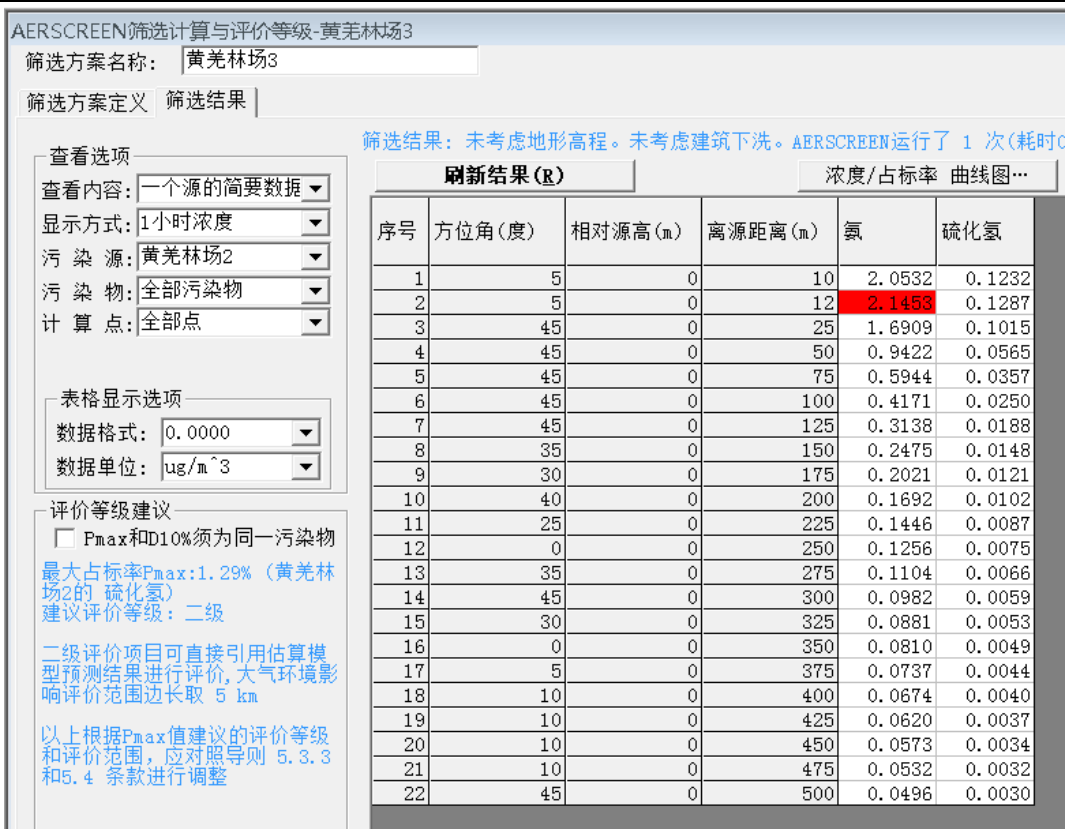 AERSCREEN筛选计算与评价等级-黄羌林场3
筛选方案名称: 黄羌林场3
筛选方案定义 筛选结果
筛选结果: 未考虑地形高程。未考虑建筑下洗。AERSCREEN运行了 1 次(耗时0
查看选项
查看内容: 一个源的简要数据
显示方式: 1小时浓度
污 染 源: 黄羌林场2
污 染 物: 全部污染物
计 算 点: 全部点
表格显示选项
数据格式: 0.0000
数据单位: ug/m^3
评价等级建议
Pmax和D10%须为同一污染物
最大占标率Pmax:1.29% (黄羌林
场2的 硫化氢)
建议评价等级: 二级
二级评价项目可直接引用估算模
型预测结果进行评价,大气环境影
响评价范围边长取 5 km
以上根据Pmax值建议的评价等级
和评价范围，应对照导则 5.3.3
和5.4 条款进行调整
刷新结果(R) 浓度/占标率 曲线图…
序号 方位角(度) 相对源高(m) 离源距离(m) 氨 硫化氢
1 5 0 10 2.0532 0.1232
2 5 0 12 2.1453 0.1287
3 45 0 25 1.6909 0.1015
4 45 0 50 0.9422 0.0565
5 45 0 75 0.5944 0.0357
6 45 0 100 0.4171 0.0250
7 45 0 125 0.3138 0.0188
8 35 0 150 0.2475 0.0148
9 30 0 175 0.2021 0.0121
10 40 0 200 0.1692 0.0102
11 25 0 225 0.1446 0.0087
12 0 0 250 0.1256 0.0075
13 35 0 275 0.1104 0.0066
14 45 0 300 0.0982 0.0059
15 30 0 325 0.0881 0.0053
16 0 0 350 0.0810 0.0049
17 5 0 375 0.0737 0.0044
18 10 0 400 0.0674 0.0040
19 10 0 425 0.0620 0.0037
20 10 0 450 0.0573 0.0034
21 10 0 475 0.0532 0.0032
22 45 0 500 0.0496 0.0030